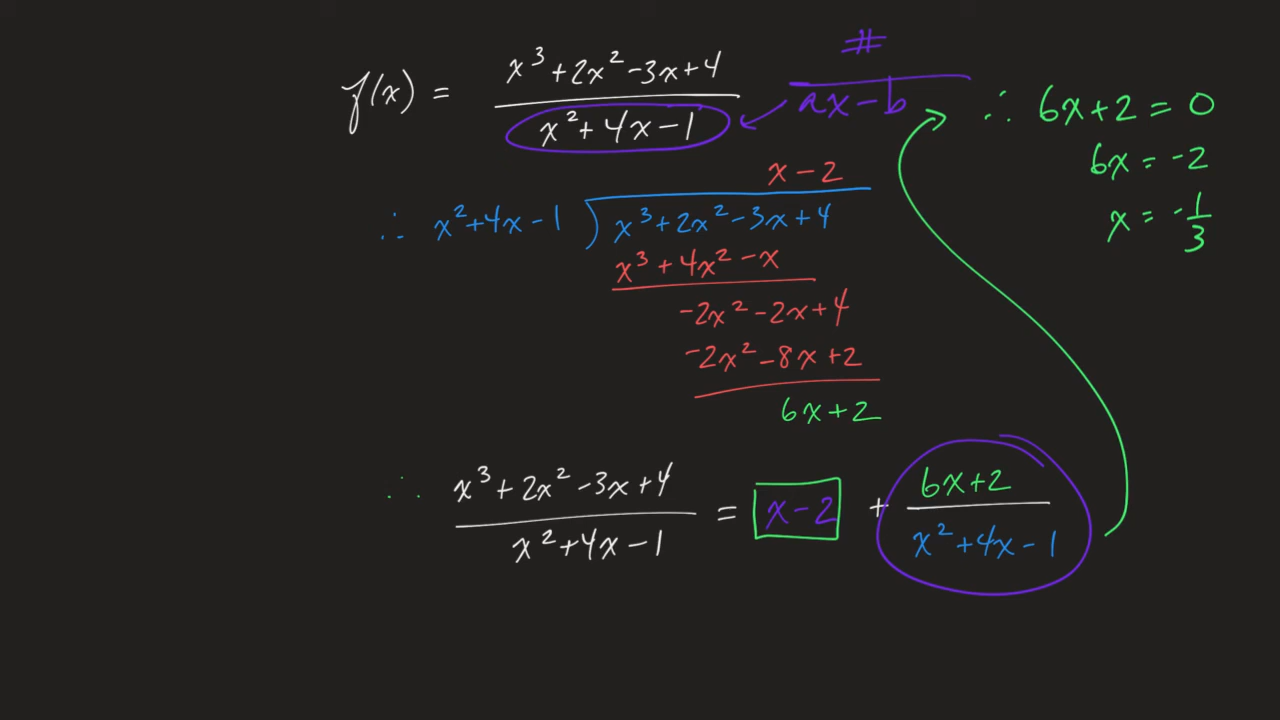 f(x) = x³+2x²-3x+4 / x²+4x-1
# / ax-b
∴ 6x+2 = 0
6x = -2
x = -1/3
x-2
∴ x²+4x-1 ) x³+2x²-3x+4
x³+4x²-x
-2x²-2x+4
-2x²-8x+2
6x+2
∴ x³+2x²-3x+4 / x²+4x-1 = x-2 + 6x+2 / x²+4x-1